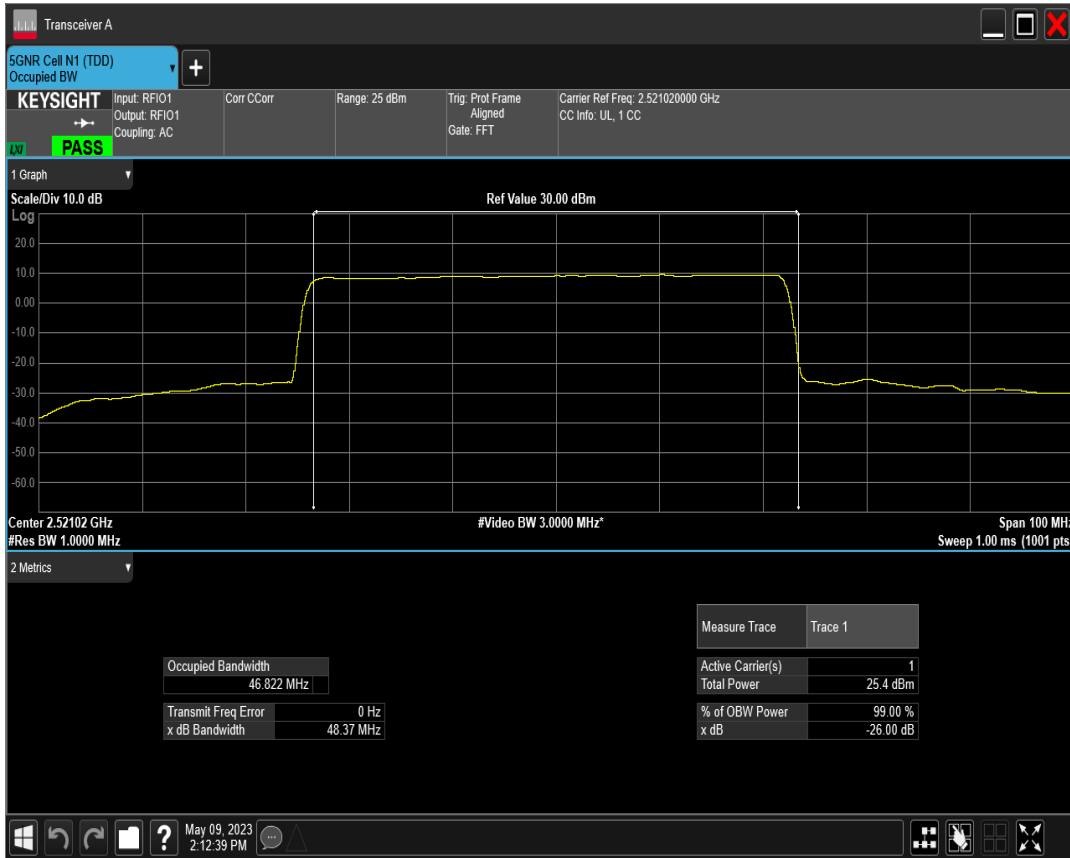 Transceiver A
5GNR Cell N1 (TDD)
Occupied BW
+
KEYSIGHT
LXI
PASS
Input: RFIO1
Output: RFIO1
Coupling: AC
Corr CCorr
Range: 25 dBm
Trig: Prot Frame
Aligned
Gate: FFT
Carrier Ref Freq: 2.521020000 GHz
CC Info: UL, 1 CC
1 Graph
Scale/Div 10.0 dB
Ref Value 30.00 dBm
Log
20.0
10.0
0.00
-10.0
-20.0
-30.0
-40.0
-50.0
-60.0
Center 2.52102 GHz
#Video BW 3.0000 MHz*
Span 100 MHz
#Res BW 1.0000 MHz
Sweep 1.00 ms (1001 pts
2 Metrics
Measure Trace Trace 1
Occupied Bandwidth
46.822 MHz
Active Carrier(s) 1
Total Power 25.4 dBm
Transmit Freq Error 0 Hz
x dB Bandwidth 48.37 MHz
% of OBW Power 99.00 %
x dB -26.00 dB
?
May 09, 2023
2:12:39 PM